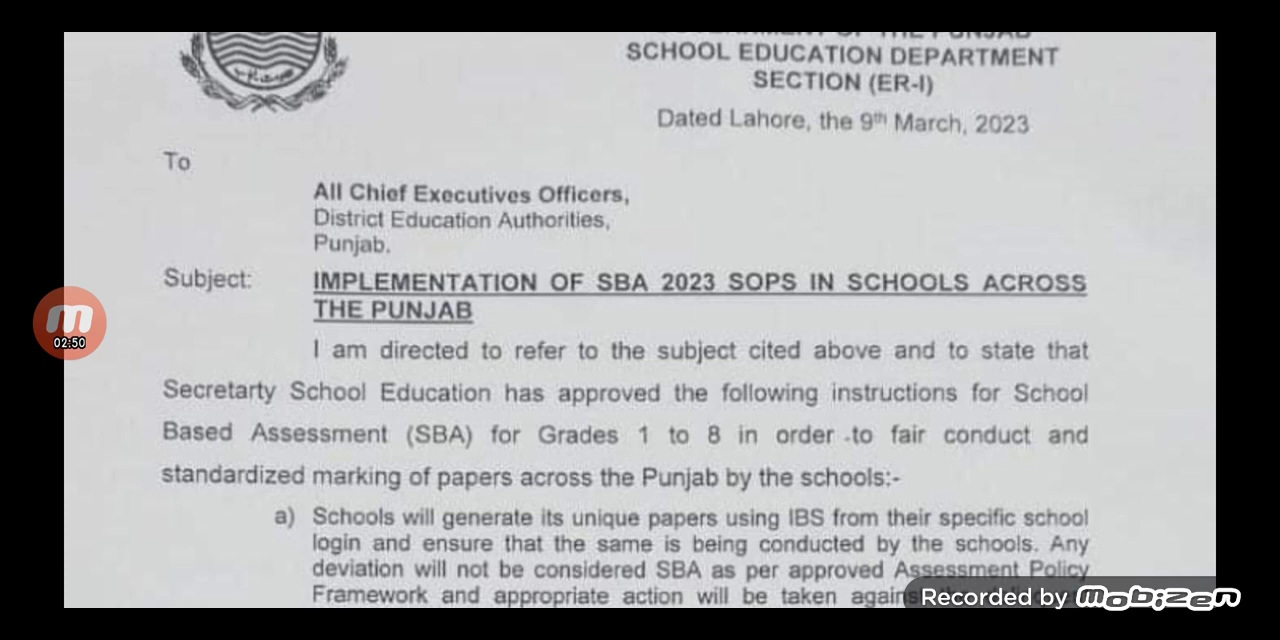 SCHOOL EDUCATION DEPARTMENT
SECTION (ER-I)
Dated Lahore, the 9th March, 2023
To
All Chief Executives Officers,
District Education Authorities,
Punjab.
Subject: IMPLEMENTATION OF SBA 2023 SOPS IN SCHOOLS ACROSS
THE PUNJAB
I am directed to refer to the subject cited above and to state that
Secretarty School Education has approved the following instructions for School
Based Assessment (SBA) for Grades 1 to 8 in order to fair conduct and
standardized marking of papers across the Punjab by the schools:-
a) Schools will generate its unique papers using IBS from their specific school
login and ensure that the same is being conducted by the schools. Any
deviation will not be considered SBA as per approved Assessment Policy
Framework and appropriate action will be taken
02:50
Recorded by mobizen